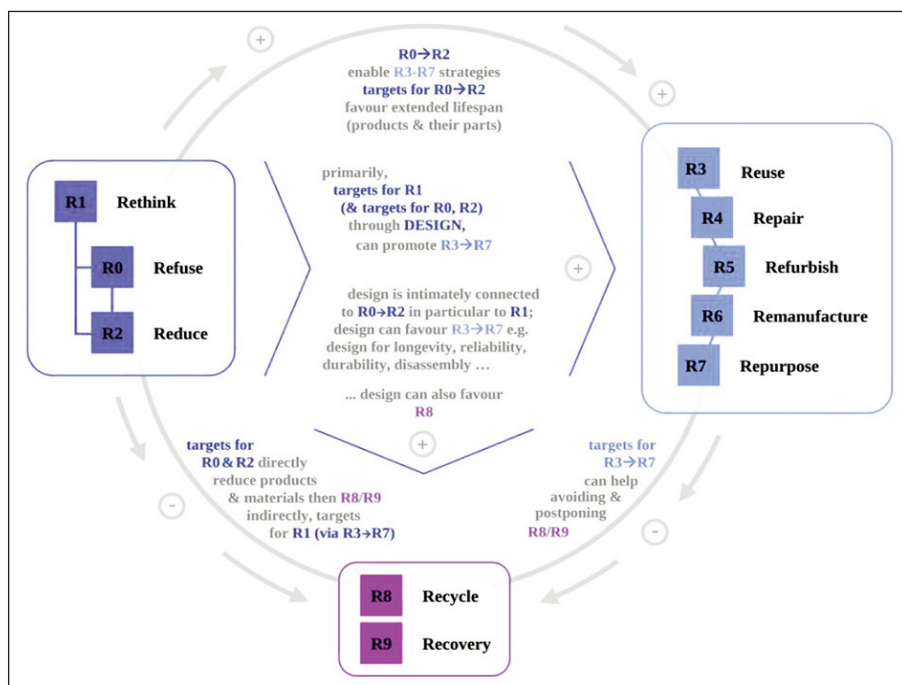 +
+
R0→R2
enable R3-R7 strategies
targets for R0→R2
favour extended lifespan
(products & their parts)
R1 Rethink
R0 Refuse
R2 Reduce
primarily,
targets for R1
(& targets for R0, R2)
through DESIGN,
can promote R3→R7
+
design is intimately connected
to R0→R2 in particular to R1;
design can favour R3→R7 e.g.
design for longevity, reliability,
durability, disassembly ...
... design can also favour
R8
+
R3 Reuse
R4 Repair
R5 Refurbish
R6 Remanufacture
R7 Repurpose
targets for
R0 & R2 directly
reduce products
& materials then R8/R9
indirectly, targets
for R1 (via R3→R7)
-
targets for
R3→R7
can help
avoiding &
postponing
R8/R9
-
R8 Recycle
R9 Recovery